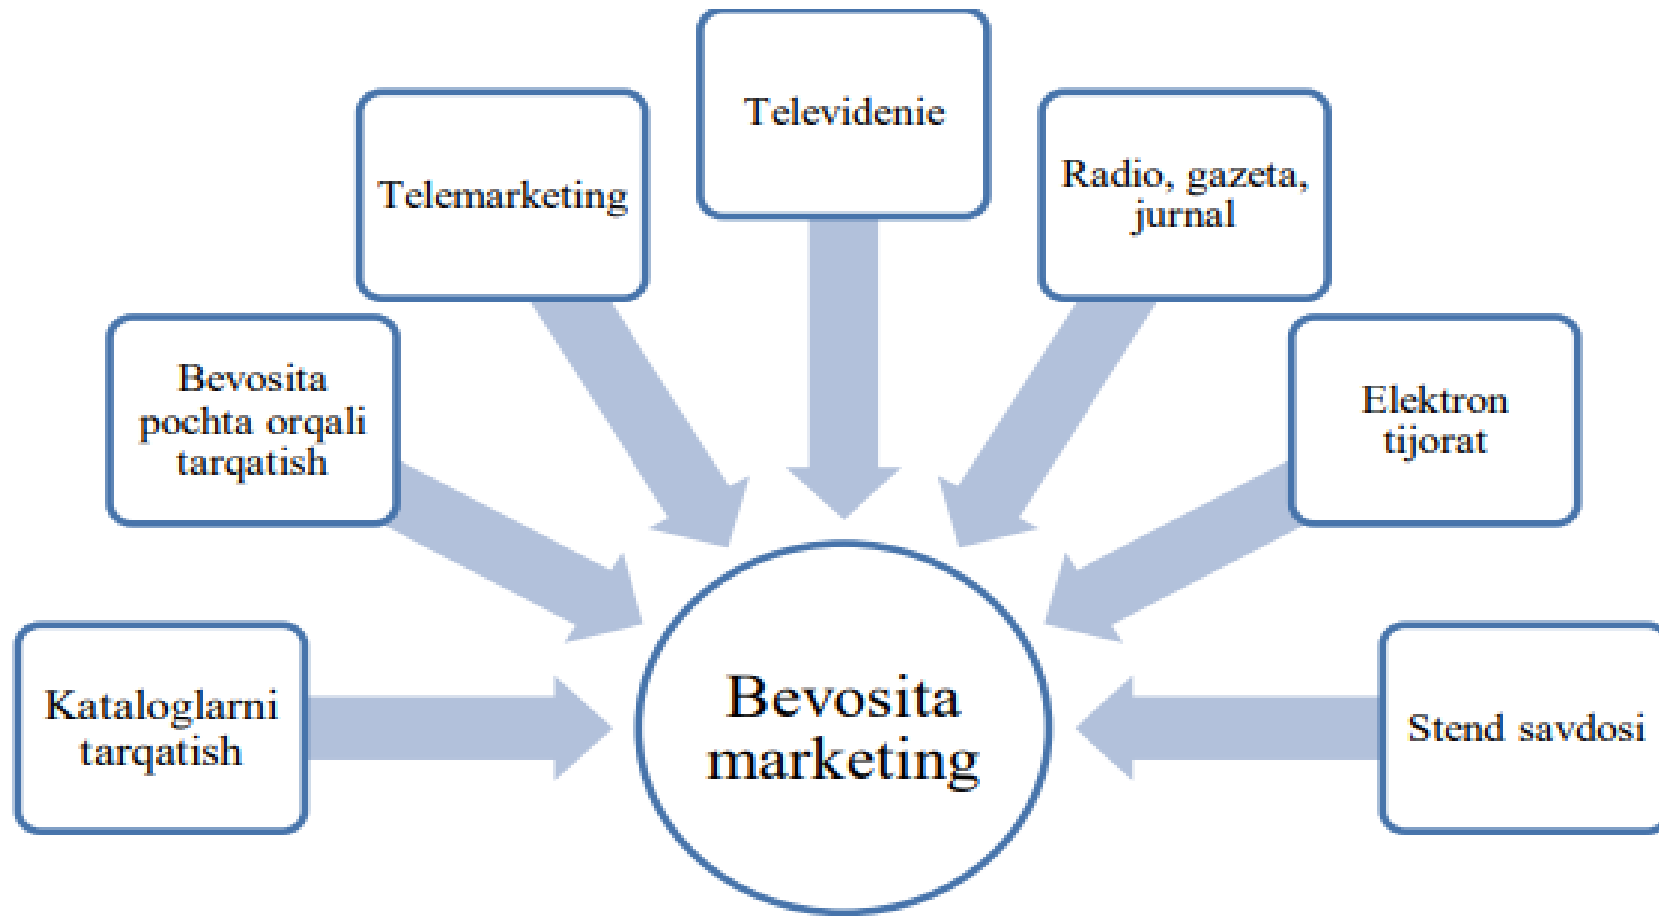 Televidenie
Telemarketing
Radio, gazeta,
jurnal
Bevosita
pochta orqali
tarqatish
Elektron
tijorat
Kataloglarni
tarqatish
Bevosita
marketing
Stend savdosi